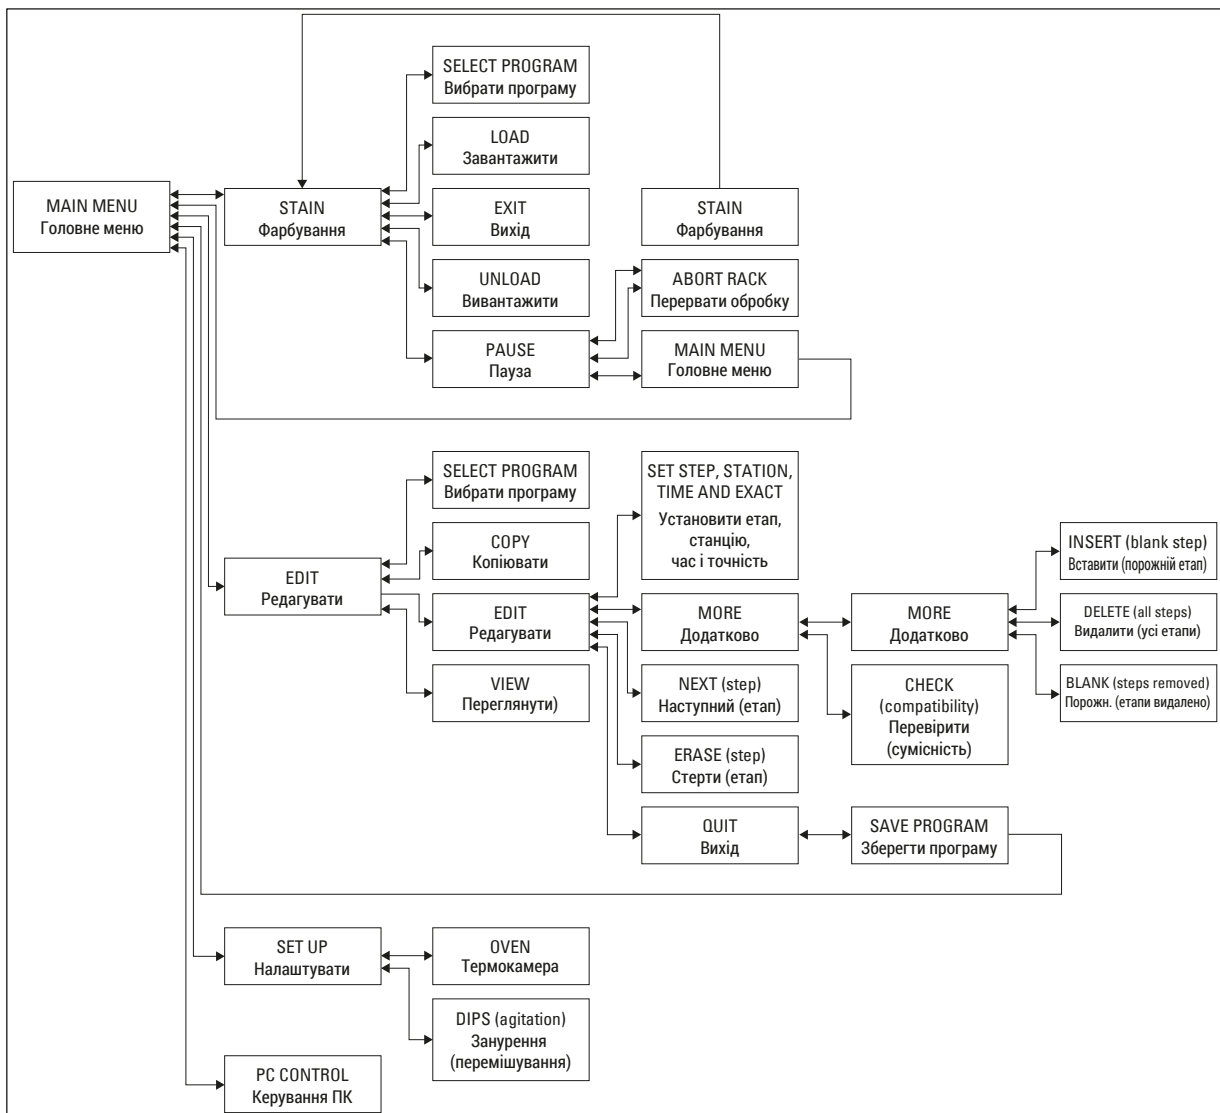 SELECT PROGRAM
Вибрати програму
LOAD
Завантажити
MAIN MENU
Головне меню
STAIN
Фарбування
EXIT
Вихід
STAIN
Фарбування
UNLOAD
Вивантажити
ABORT RACK
Перервати обробку
PAUSE
Пауза
MAIN MENU
Головне меню
SELECT PROGRAM
Вибрати програму
SET STEP, STATION,
TIME AND EXACT
Установити етап,
станцію,
час і точність
COPY
Копіювати
INSERT (blank step)
Вставити (порожній етап)
EDIT
Редагувати
EDIT
Редагувати
MORE
Додатково
MORE
Додатково
DELETE (all steps)
Видалити (усі етапи)
VIEW
Переглянути)
NEXT (step)
Наступний (етап)
CHECK
(compatibility)
Перевірити
(сумісність)
BLANK (steps removed)
Порожн. (етапи видалено)
ERASE (step)
Стерти (етап)
QUIT
Вихід
SAVE PROGRAM
Зберегти програму
SET UP
Налаштувати
OVEN
Термокамера
DIPS (agitation)
Занурення
(перемішування)
PC CONTROL
Керування ПК